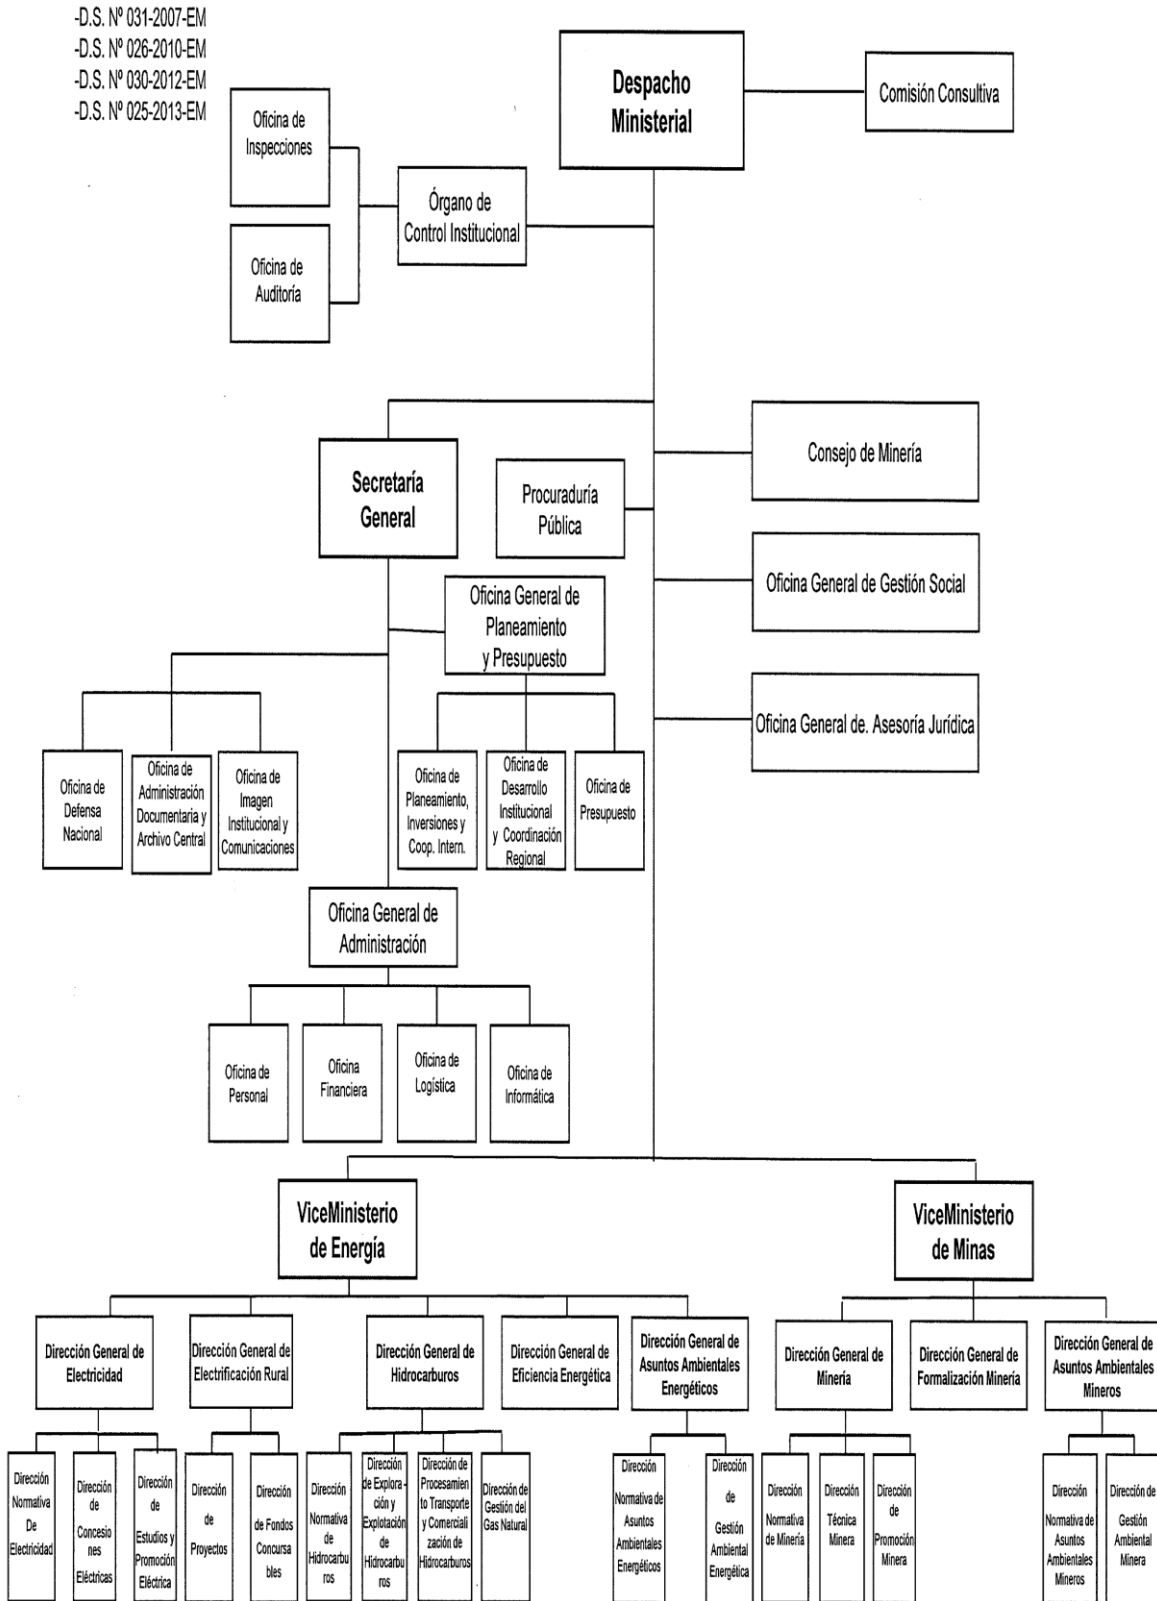 -D.S. Nº 031-2007-EM
-D.S. Nº 026-2010-EM
-D.S. Nº 030-2012-EM
-D.S. Nº 025-2013-EM
Despacho
Ministerial
Comisión Consultiva
Oficina de
Inspecciones
Órgano de
Control Institucional
Oficina de
Auditoría
Secretaría
General
Procuraduría
Pública
Consejo de Minería
Oficina General de Gestión Social
Oficina General de. Asesoría Jurídica
Oficina General de
Planeamiento
y Presupuesto
Oficina de
Defensa
Nacional
Oficina de
Administración
Documentaria y
Archivo Central
Oficina de
Imagen
Institucional y
Comunicaciones
Oficina de
Planeamiento,
Inversiones y
Coop. Intern.
Oficina de
Desarrollo
Institucional
y Coordinación
Regional
Oficina de
Presupuesto
Oficina General de
Administración
Oficina de
Personal
Oficina
Financiera
Oficina de
Logística
Oficina de
Informática
ViceMinisterio
de Energía
ViceMinisterio
de Minas
Dirección General de
Electricidad
Dirección General de
Electrificación Rural
Dirección General de
Hidrocarburos
Dirección General de
Eficiencia Energética
Dirección General de
Asuntos Ambientales
Energéticos
Dirección General de
Minería
Dirección General de
Formalización Minería
Dirección General de
Asuntos Ambientales
Mineros
Dirección
Normativa
De
Electricidad
Dirección
de
Concesio
nes
Eléctricas
Dirección
de
Estudios y
Promoción
Eléctrica
Dirección
de
Proyectos
Dirección
de Fondos
Concursa
bles
Dirección
Normativa
de
Hidrocarbu
ros
Dirección
de Explora -
ción y
Explotación
de
Hidrocarbu
ros
Dirección de
Procesamien
to Transporte
y Comerciali
zación de
Hidrocarburos
Dirección de
Gestión del
Gas Natural
Dirección
Normativa de
Asuntos
Ambientales
Energéticos
Dirección
de
Gestión
Ambiental
Energética
Dirección
Normativa
de Minería
Dirección
Técnica
Minera
Dirección
de
Promoción
Minera
Dirección
Normativa de
Asuntos
Ambientales
Mineros
Dirección de
Gestión
Ambiental
Minera